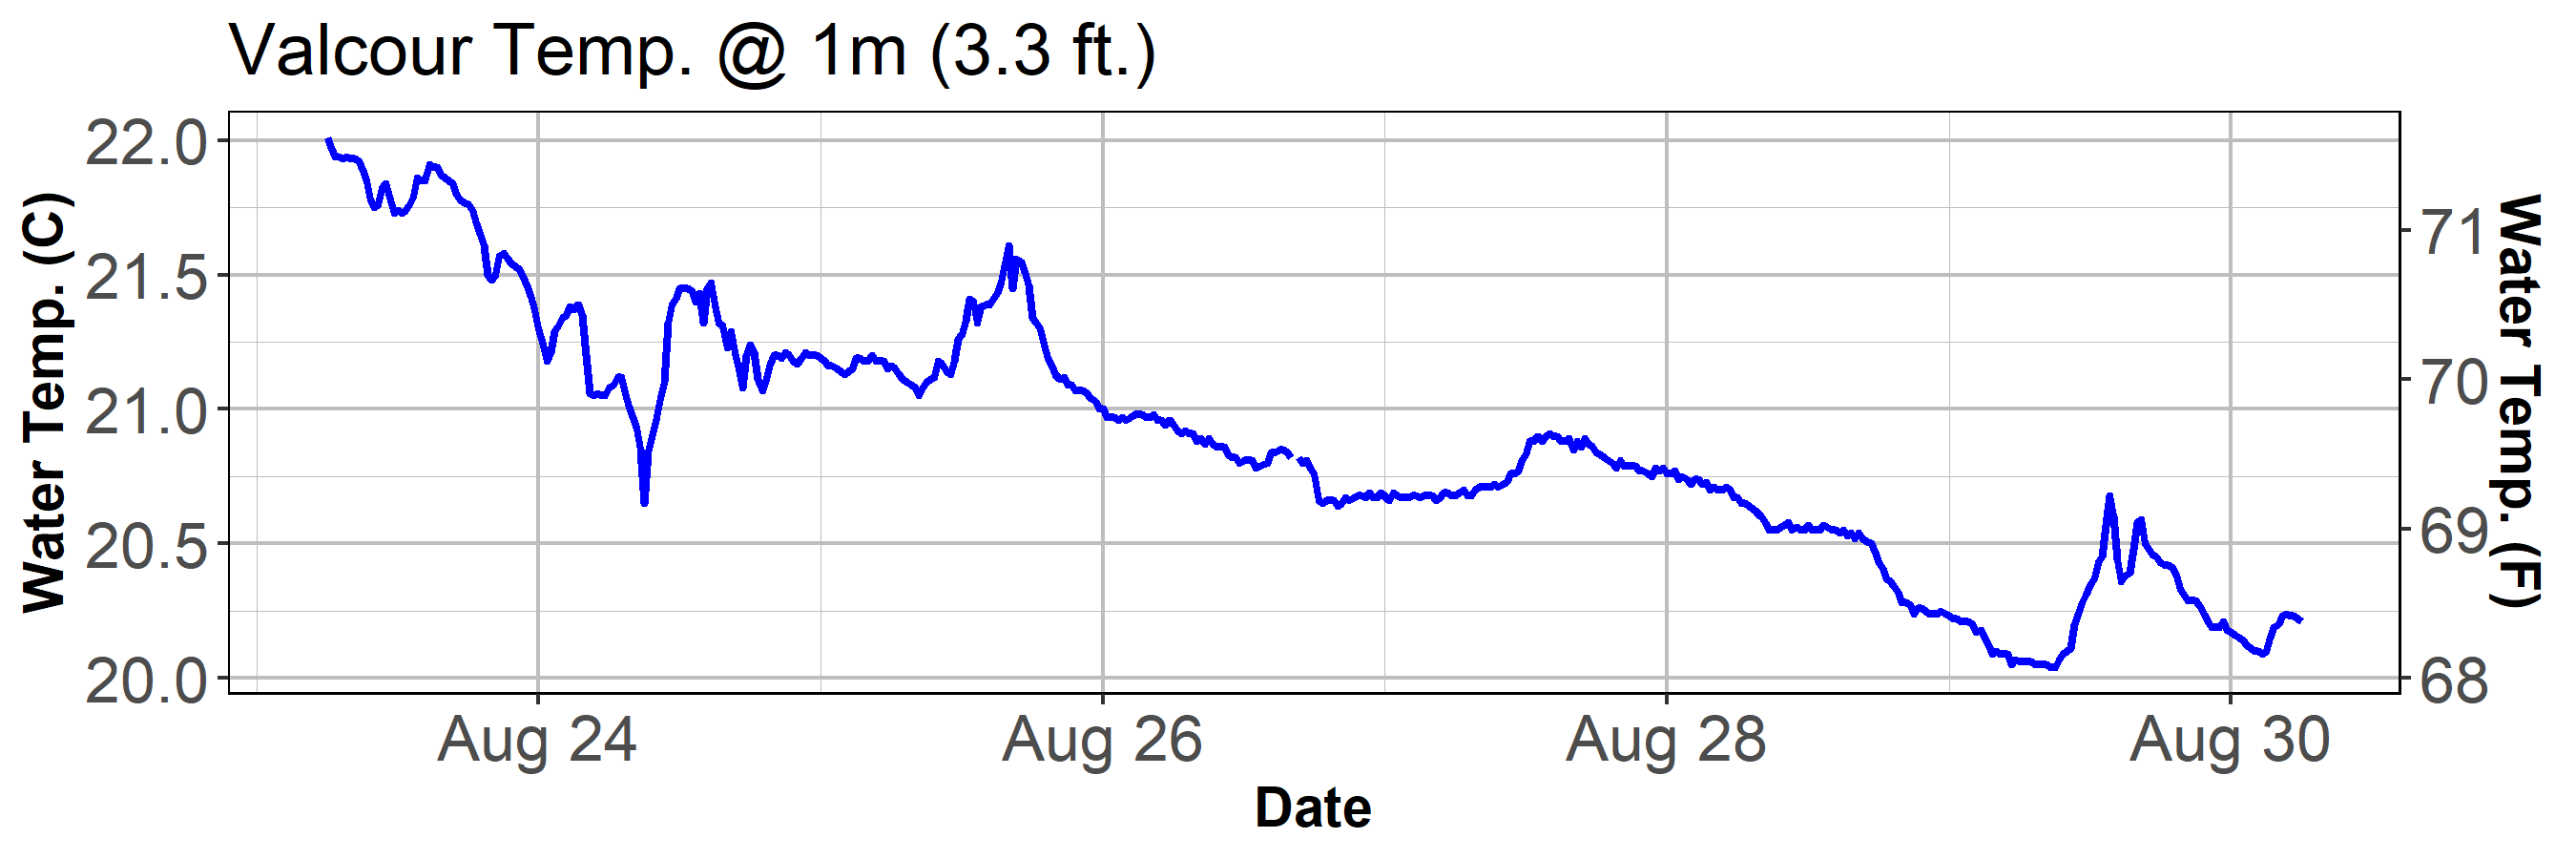 Valcour Temp. @ 1m (3.3 ft.)
Water Temp. (C)
22.0
21.5
21.0
20.5
20.0
71
70
69
68
Water Temp. (F)
Aug 24 Aug 26 Aug 28 Aug 30
Date